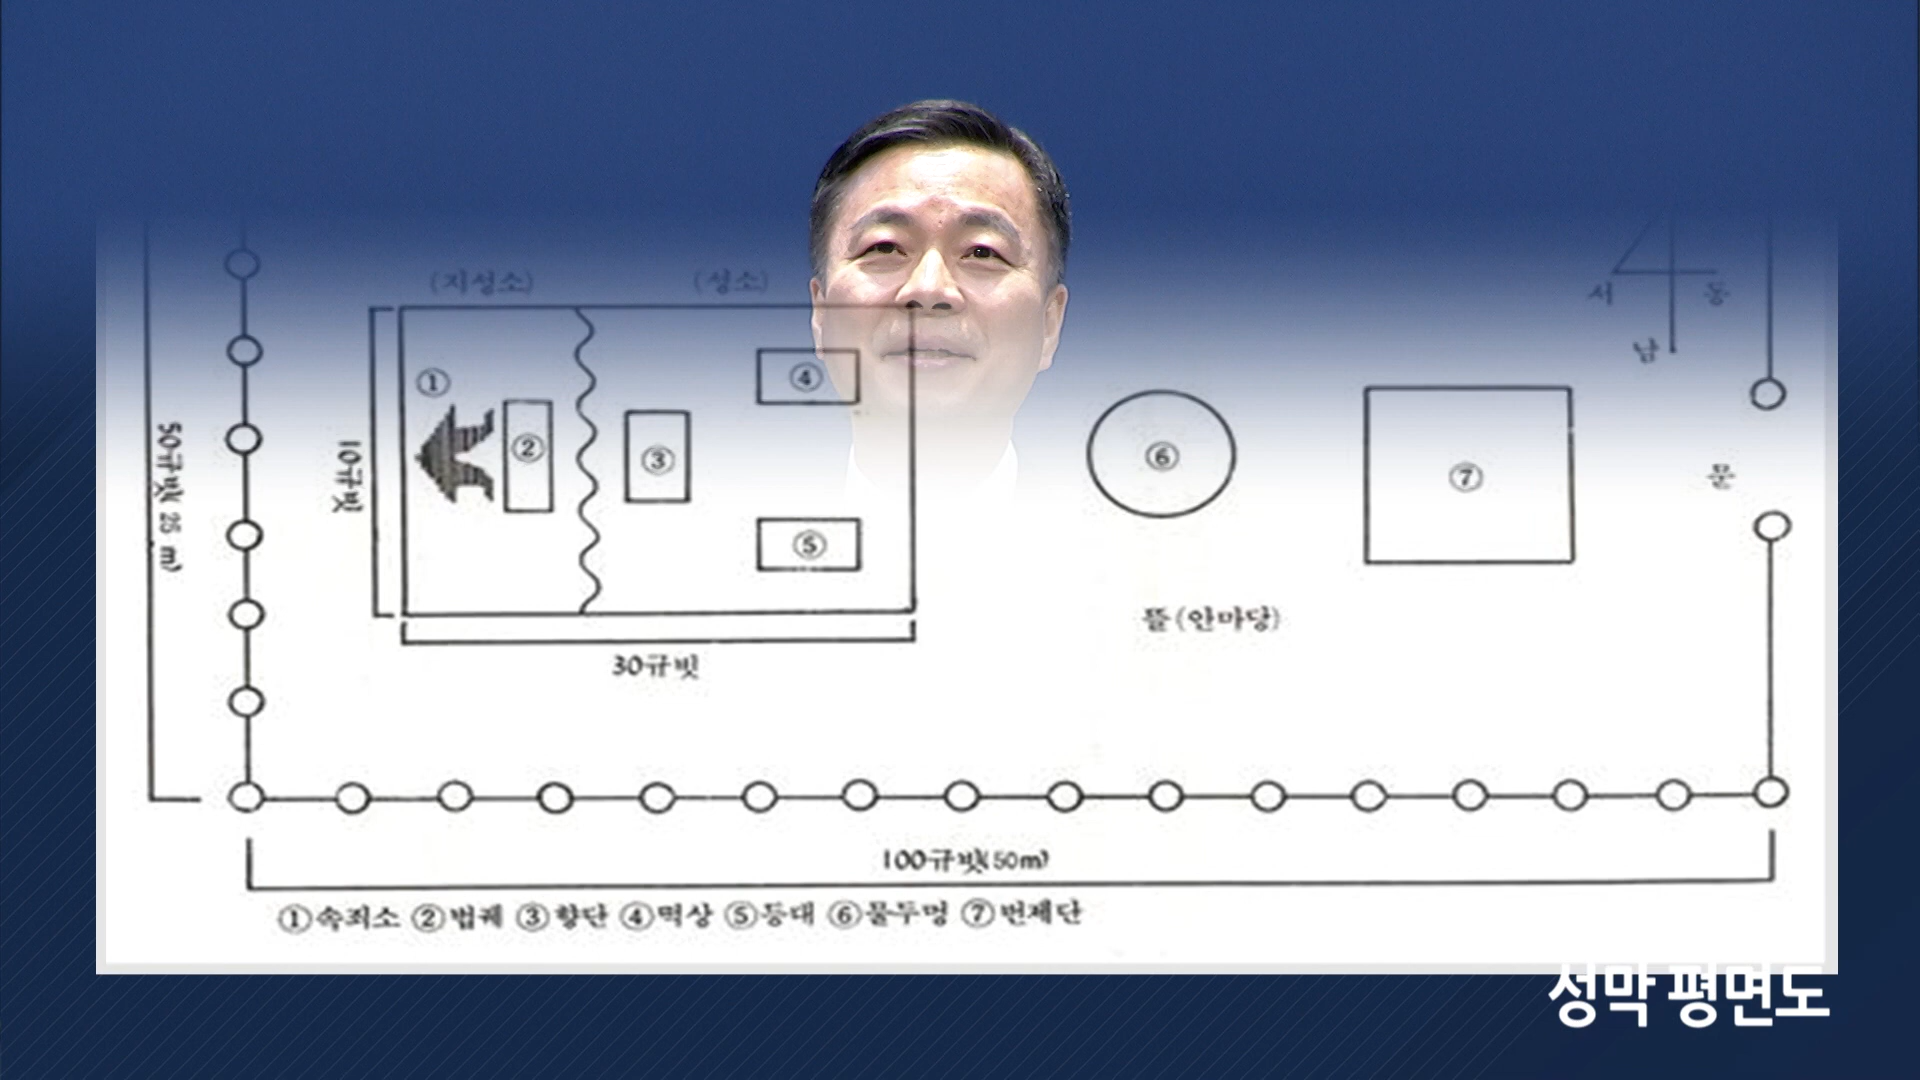 (지성소) (성소)
서 동
남
①
②
③
④
⑤
⑥
⑦
50규빗(25 m)
10규빗
문
뜰(안마당)
30규빗
100규빗(50m)
①속죄소 ②법궤 ③향단 ④떡상 ⑤등대 ⑥물두멍 ⑦번제단
성막 평면도